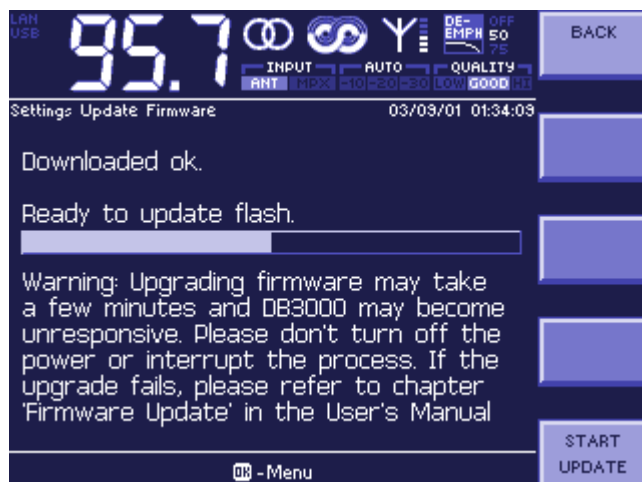 LAN
USB
95.7
DE-EMPH OFF 50 75
INPUT AUTO QUALITY
ANT MPX -10 -20 -30 LOW GOOD HI
BACK
Settings Update Firmware 03/09/01 01:34:09
Downloaded ok.
Ready to update flash.
Warning: Upgrading firmware may take
a few minutes and DB3000 may become
unresponsive. Please don't turn off the
power or interrupt the process. If the
upgrade fails, please refer to chapter
'Firmware Update' in the User's Manual
OK - Menu
START
UPDATE